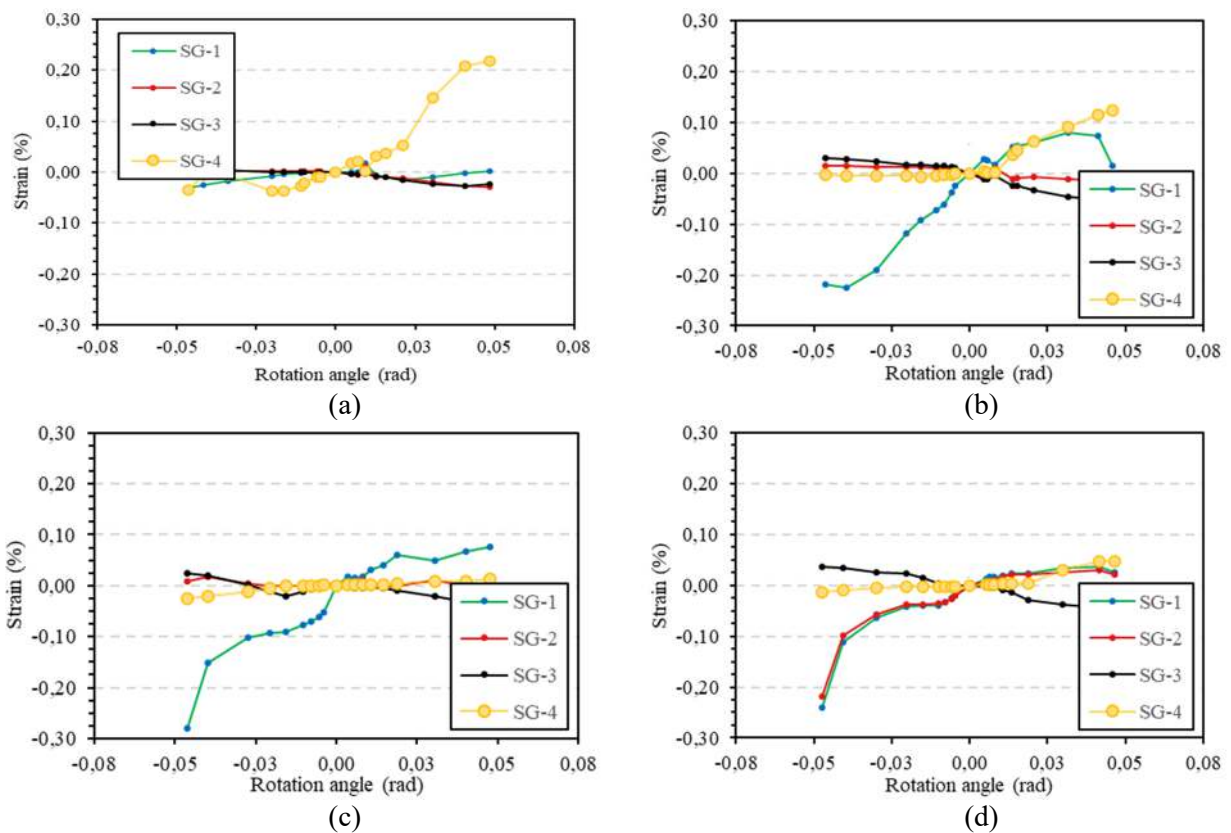 0,30
0,20
0,10
0,00
-0,10
-0,20
-0,30
Strain (%)
SG-1
SG-2
SG-3
SG-4
-0,08 -0,05 -0,03 0,00 0,03 0,05 0,08
Rotation angle (rad)
(a)
0,30
0,20
0,10
0,00
-0,10
-0,20
-0,30
Strain (%)
SG-1
SG-2
SG-3
SG-4
-0,08 -0,05 -0,03 0,00 0,03 0,05 0,08
Rotation angle (rad)
(b)
0,30
0,20
0,10
0,00
-0,10
-0,20
-0,30
Strain (%)
SG-1
SG-2
SG-3
SG-4
-0,08 -0,05 -0,03 0,00 0,03 0,05 0,08
Rotation angle (rad)
(c)
0,30
0,20
0,10
0,00
-0,10
-0,20
-0,30
Strain (%)
SG-1
SG-2
SG-3
SG-4
-0,08 -0,05 -0,03 0,00 0,03 0,05 0,08
Rotation angle (rad)
(d)